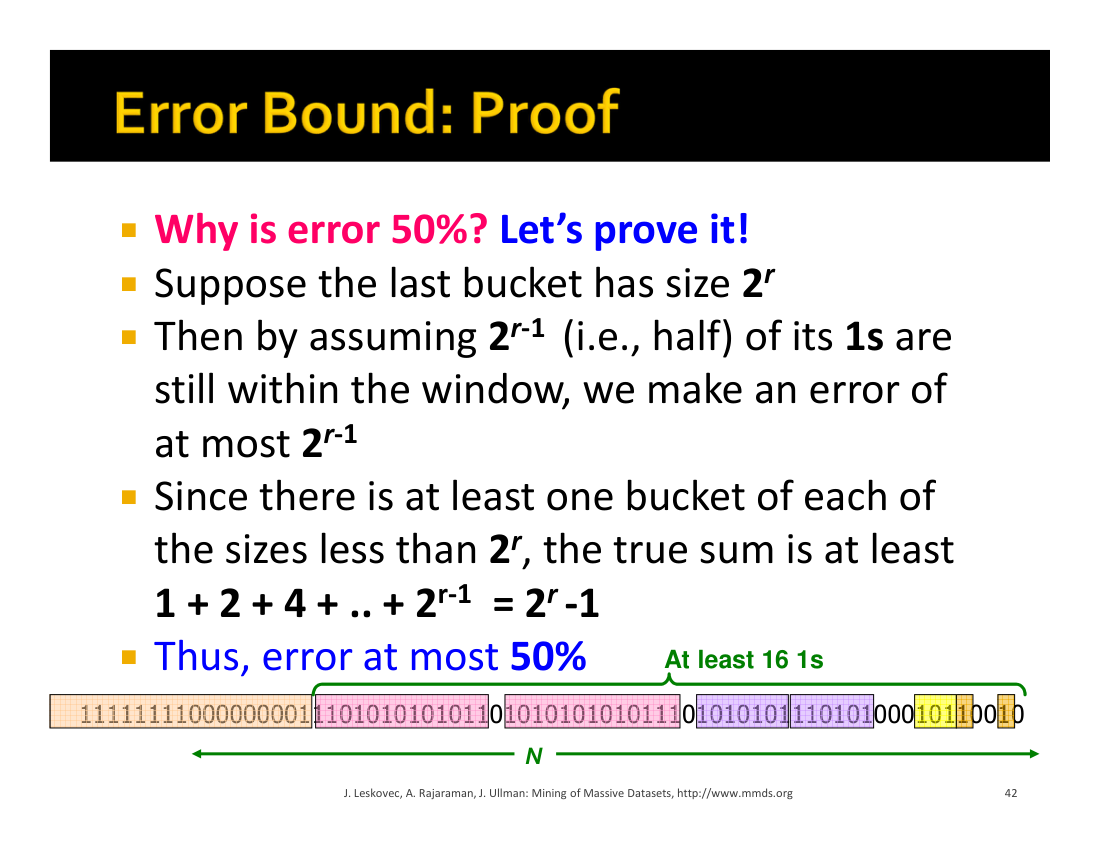 Error Bound: Proof
Why is error 50%? Let's prove it!
Suppose the last bucket has size 2^r
Then by assuming 2^r-1 (i.e., half) of its 1s are
still within the window, we make an error of
at most 2^r-1
Since there is at least one bucket of each of
the sizes less than 2^r, the true sum is at least
1 + 2 + 4 + .. + 2^r-1 = 2^r -1
Thus, error at most 50%
At least 16 1s
1111111100000000011101010101011010101010101110101010111010100010110010
N
J. Leskovec, A. Rajaraman, J. Ullman: Mining of Massive Datasets, http://www.mmds.org
42